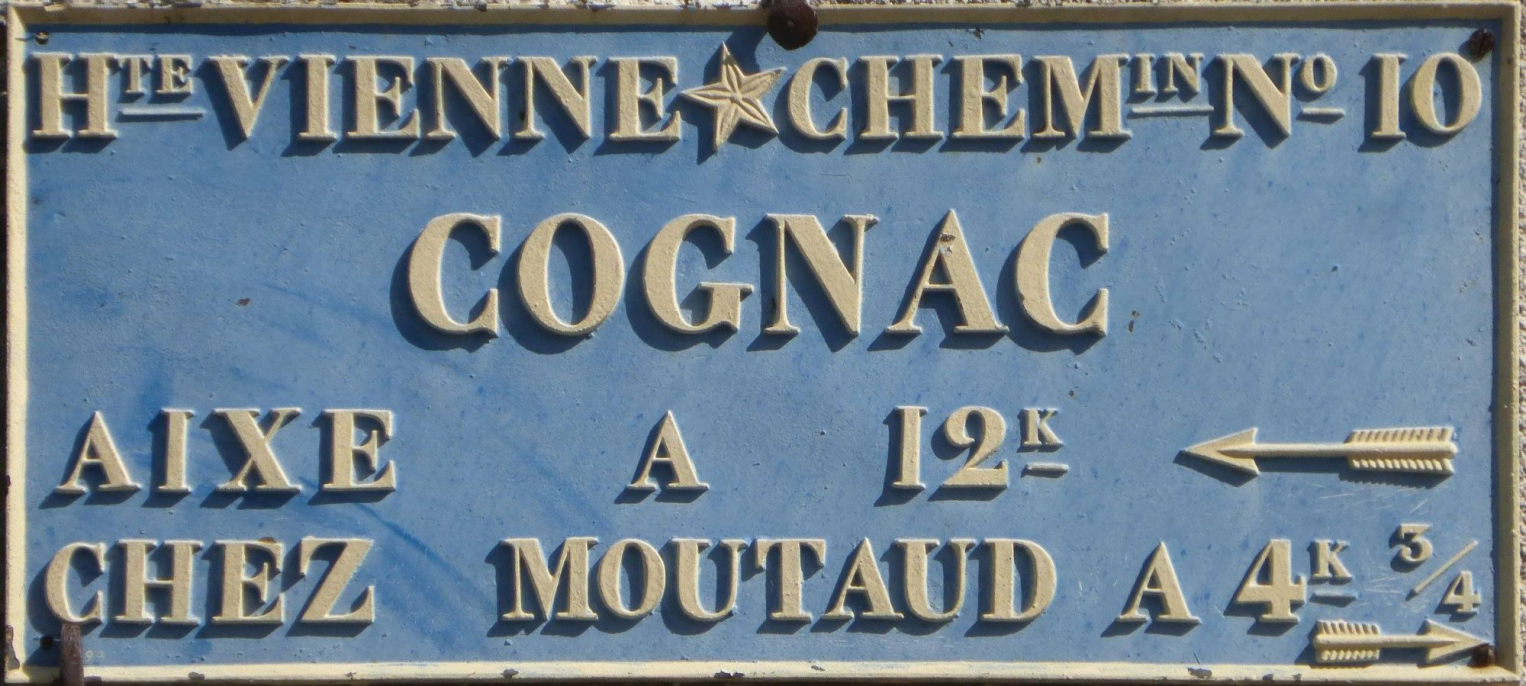 HTE VIENNE ★ CHEMIN No 10
COGNAC
AIXE A 12K
CHEZ MOUTAUD A 4K 3/4